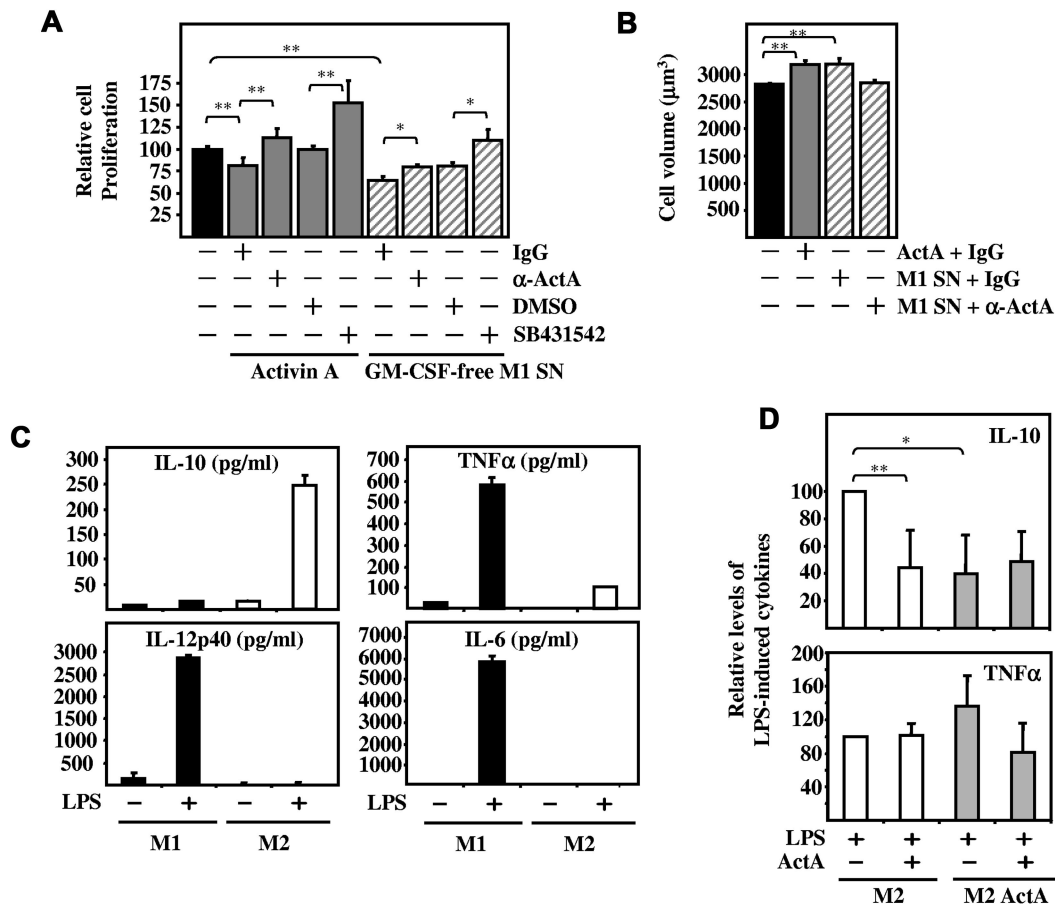 A
Relative cell
Proliferation
175
150
125
100
75
50
25
**
**
**
**
*
*
— + — — — + — — — IgG
— — + — — — + — — α-ActA
— — — + — — — + — DMSO
— — — — + — — — + SB431542
Activin A
GM-CSF-free M1 SN
B
Cell volume (μm³)
3000
2500
2000
1500
1000
500
**
**
— + — — ActA + IgG
— — + — M1 SN + IgG
— — — + M1 SN + α-ActA
C
IL-10 (pg/ml)
300
250
200
150
100
50
TNFα (pg/ml)
700
600
500
400
300
200
100
IL-12p40 (pg/ml)
3000
2500
2000
1500
1000
500
IL-6 (pg/ml)
7000
6000
5000
4000
3000
2000
1000
LPS − + − +
M1 M2
LPS − + − +
M1 M2
D
Relative levels of
LPS-induced cytokines
IL-10
*
**
100
80
60
40
20
TNFα
200
160
120
80
40
LPS + + + +
ActA − + − +
M2 M2 ActA